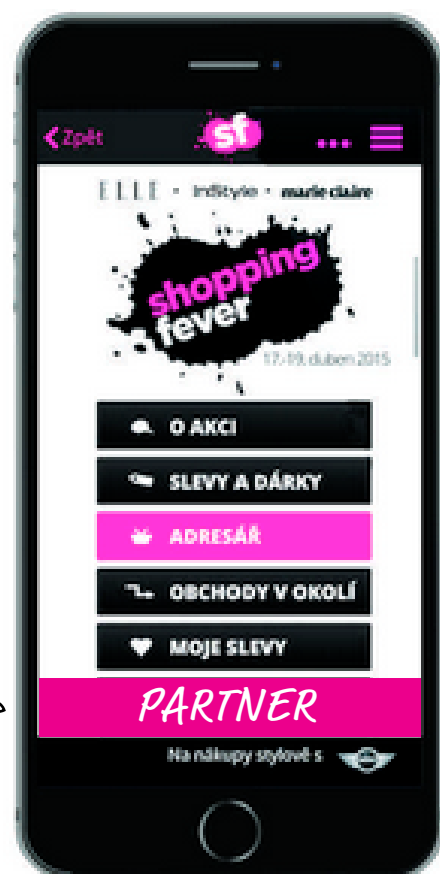 Zpět
sf
ELLE • InStyle • marie claire
shopping
fever
17.-19. duben 2015
O AKCI
SLEVY A DÁRKY
ADRESÁŘ
OBCHODY V OKOLÍ
MOJE SLEVY
PARTNER
Na nákupy stylově s